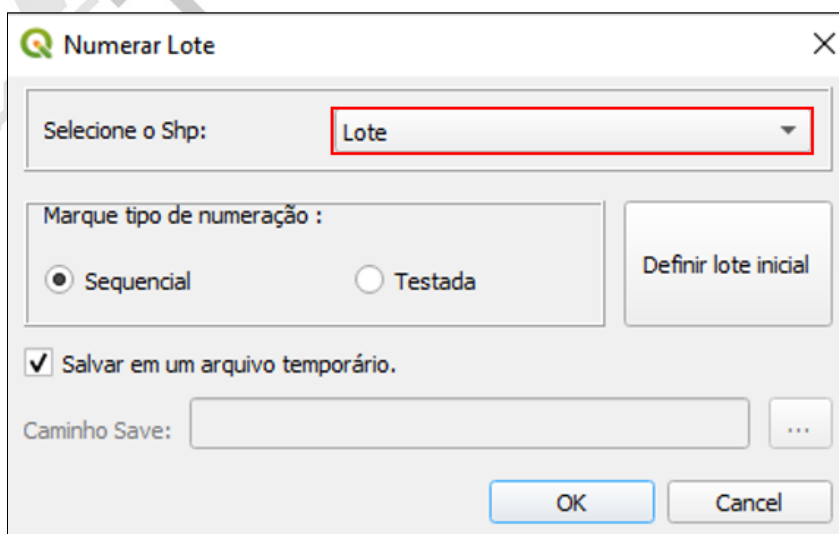 Numerar Lote
Selecione o Shp: Lote
Marque tipo de numeração :
Sequencial Testada
Definir lote inicial
Salvar em um arquivo temporário.
Caminho Save: ...
OK Cancel